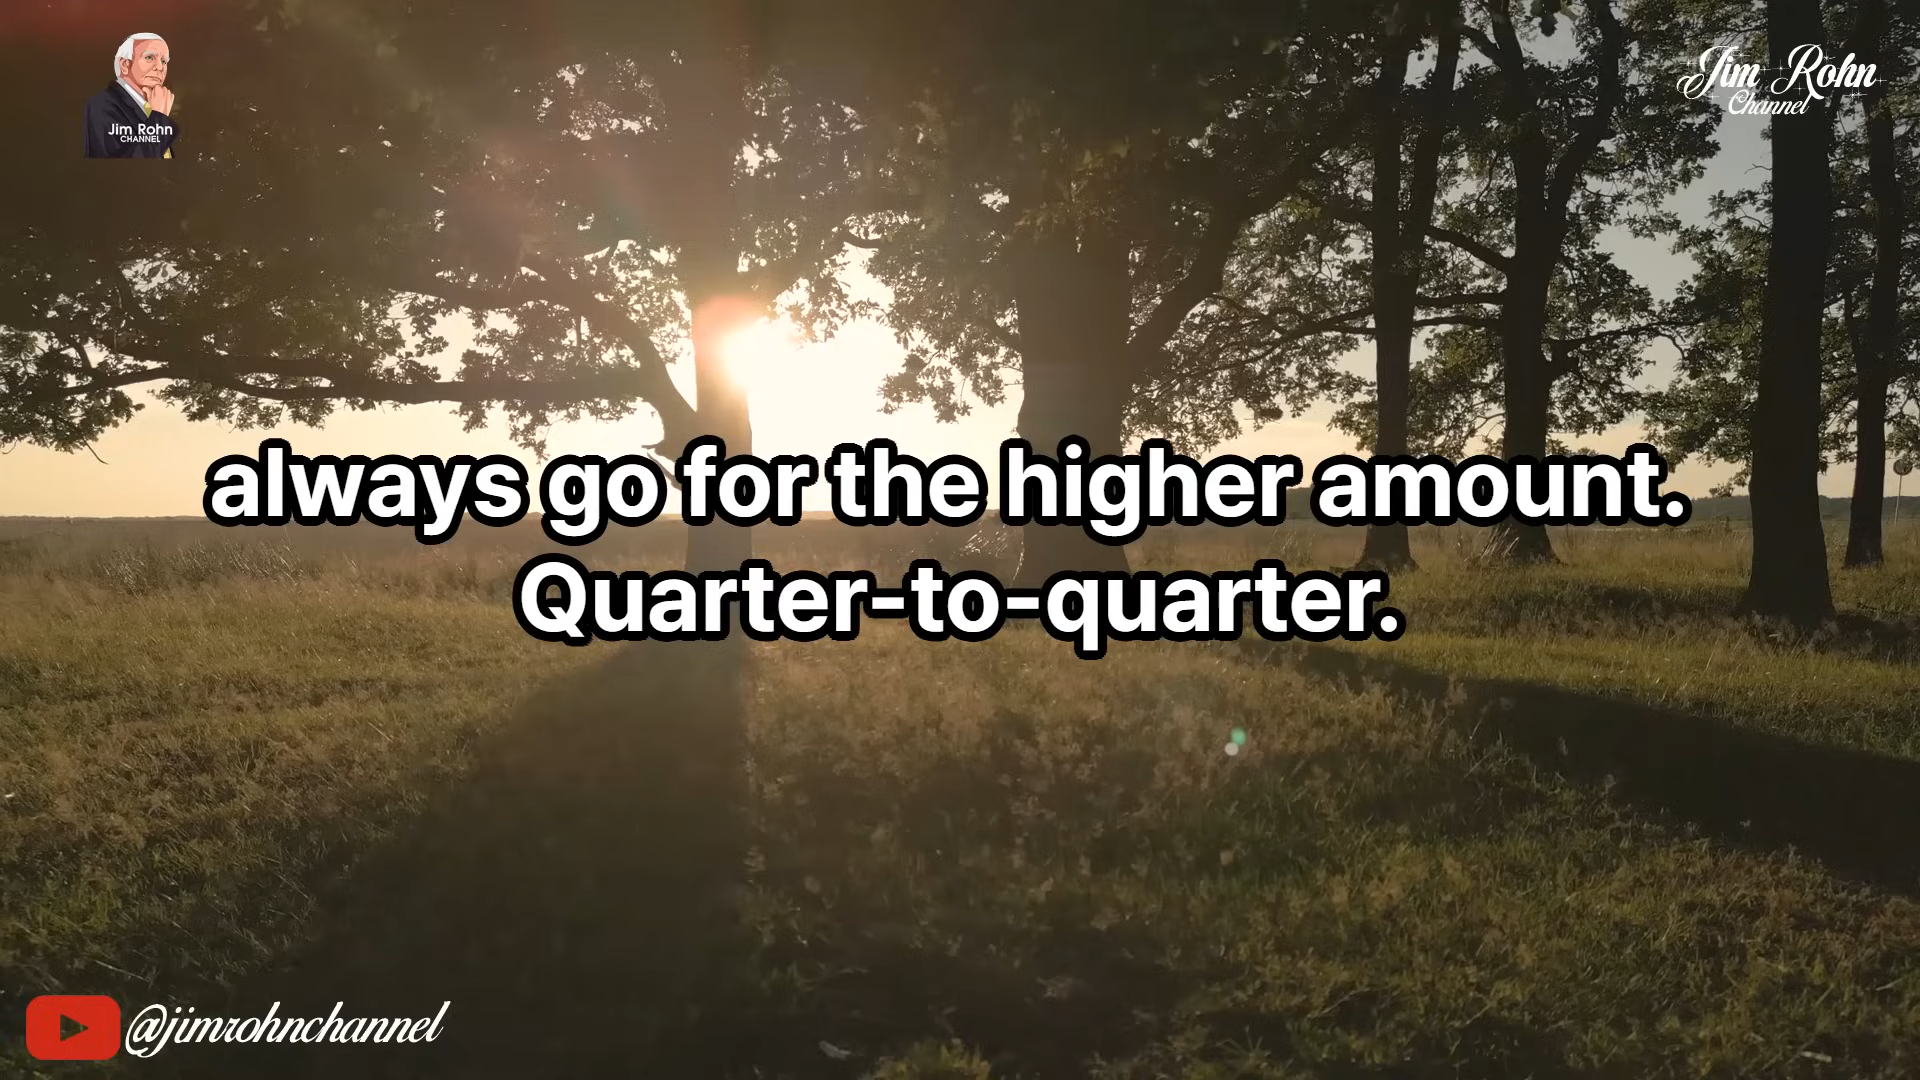 Jim Rohn
CHANNEL
Jim Rohn
Channel
always go for the higher amount.
Quarter-to-quarter.
@jimrohnchannel